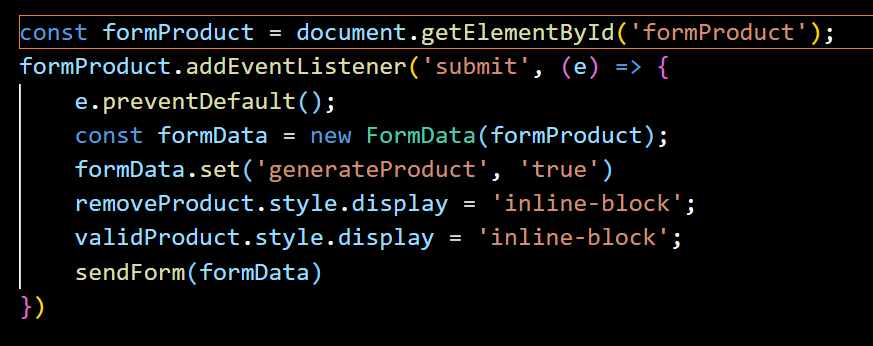 const formProduct = document.getElementById('formProduct');
formProduct.addEventListener('submit', (e) => {
    e.preventDefault();
    const formData = new FormData(formProduct);
    formData.set('generateProduct', 'true')
    removeProduct.style.display = 'inline-block';
    validProduct.style.display = 'inline-block';
    sendForm(formData)
})